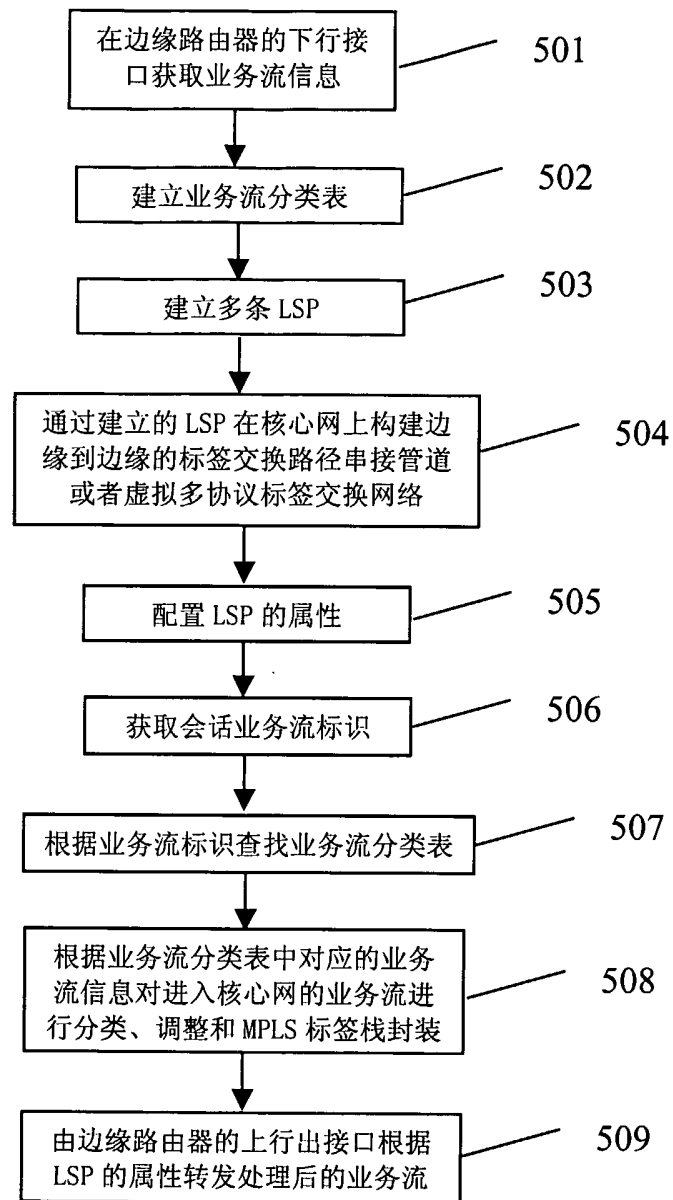 在边缘路由器的下行接
口获取业务流信息
501
建立业务流分类表
502
建立多条 LSP
503
通过建立的 LSP 在核心网上构建边
缘到边缘的标签交换路径串接管道
或者虚拟多协议标签交换网络
504
配置 LSP 的属性
505
获取会话业务流标识
506
根据业务流标识查找业务流分类表
507
根据业务流分类表中对应的业务
流信息对进入核心网的业务流进
行分类、调整和 MPLS 标签栈封装
508
由边缘路由器的上行出接口根据
LSP 的属性转发处理后的业务流
509